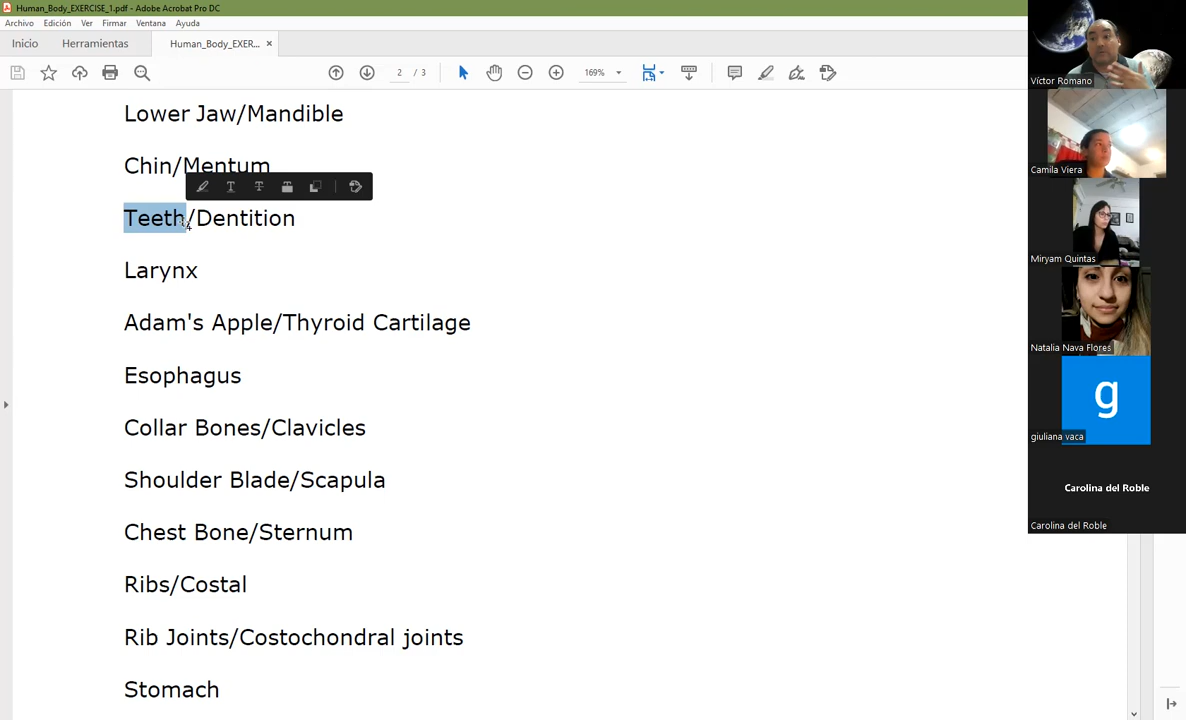 Human_Body_EXERCISE_1.pdf - Adobe Acrobat Pro DC
Archivo Edición Ver Firmar Ventana Ayuda
Inicio Herramientas Human_Body_EXER... ×
2 / 3 169%
Lower Jaw/Mandible
Chin/Mentum
Teeth/Dentition
Larynx
Adam's Apple/Thyroid Cartilage
Esophagus
Collar Bones/Clavicles
Shoulder Blade/Scapula
Chest Bone/Sternum
Ribs/Costal
Rib Joints/Costochondral joints
Stomach
Víctor Romano
Camila Viera
Miryam Quintas
Natalia Nava Flores
g
giuliana vaca
Carolina del Roble
Carolina del Roble